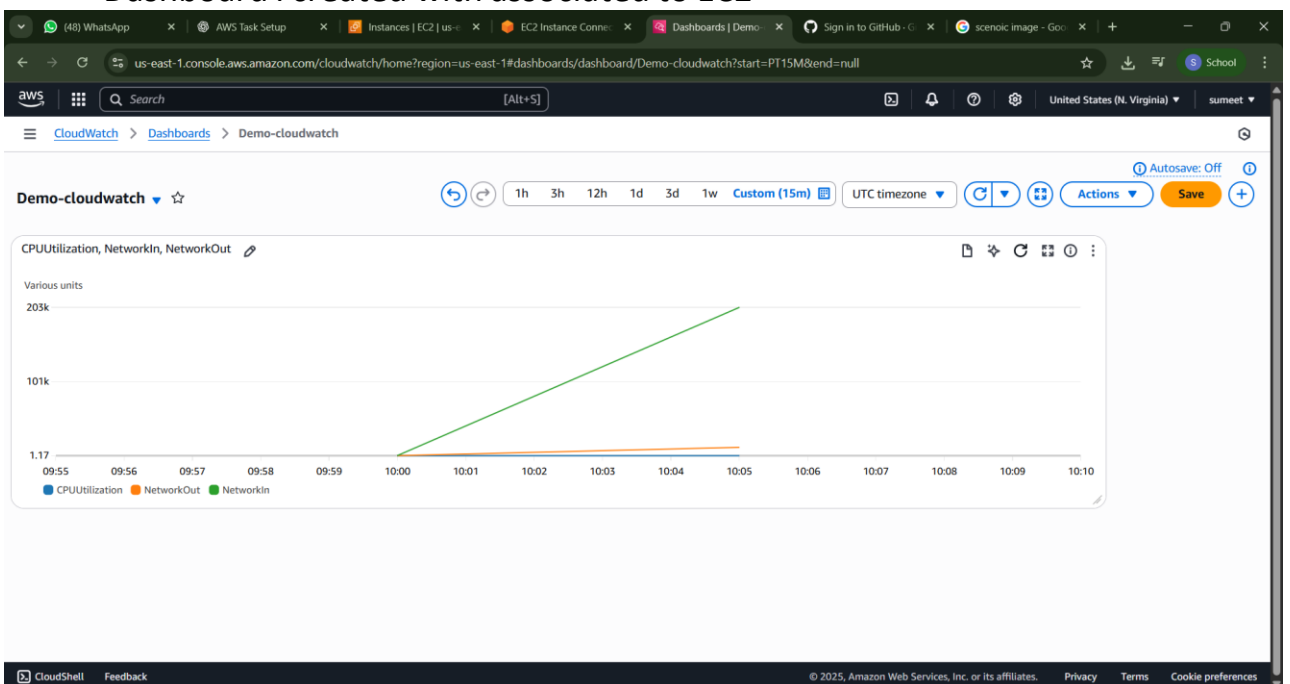 Dashboard I created with associated to EC2
(48) WhatsApp
AWS Task Setup
Instances | EC2 | us-e
EC2 Instance Connec
Dashboards | Demo-
Sign in to GitHub · G
scenoic image - Goo
us-east-1.console.aws.amazon.com/cloudwatch/home?region=us-east-1#dashboards/dashboard/Demo-cloudwatch?start=PT15M&end=null
S School
aws Search [Alt+S] United States (N. Virginia) sumeet
CloudWatch > Dashboards > Demo-cloudwatch
Autosave: Off
Demo-cloudwatch 1h 3h 12h 1d 3d 1w Custom (15m) UTC timezone Actions Save
CPUUtilization, NetworkIn, NetworkOut
Various units
203k
101k
1.17
09:55 09:56 09:57 09:58 09:59 10:00 10:01 10:02 10:03 10:04 10:05 10:06 10:07 10:08 10:09 10:10
CPUUtilization NetworkOut NetworkIn
CloudShell Feedback © 2025, Amazon Web Services, Inc. or its affiliates. Privacy Terms Cookie preferences